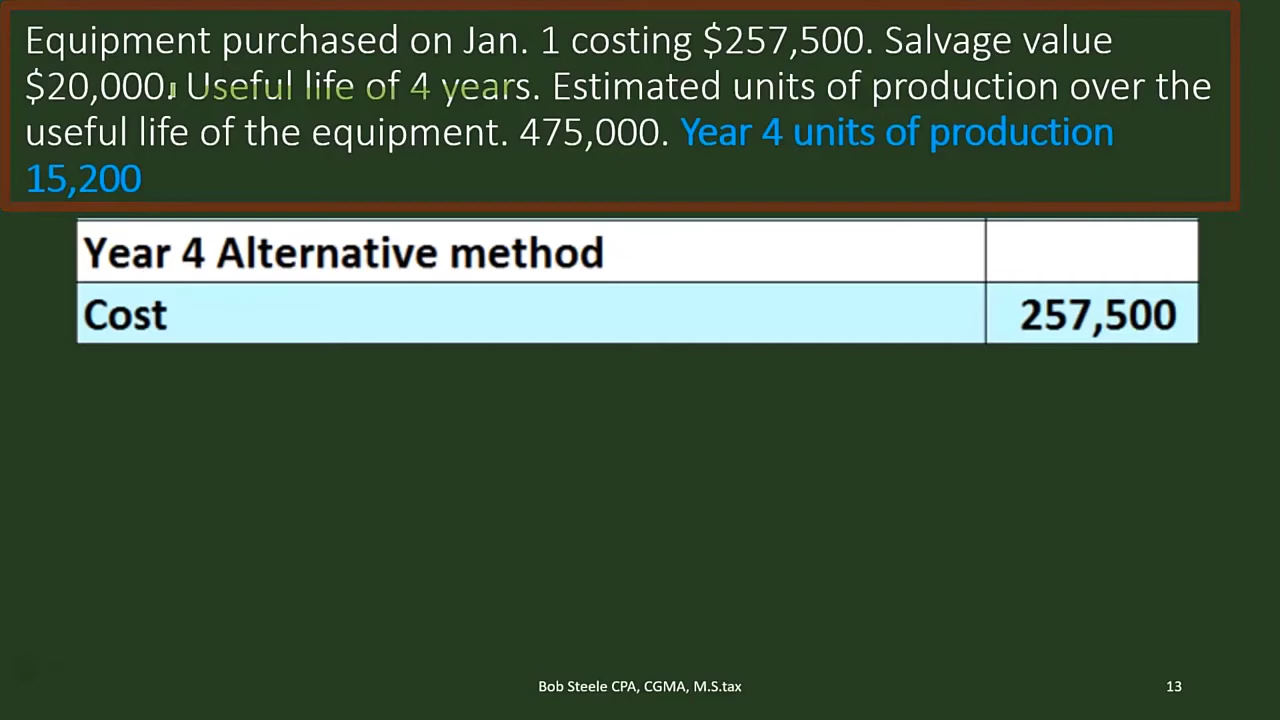 Equipment purchased on Jan. 1 costing $257,500. Salvage value
$20,000. Useful life of 4 years. Estimated units of production over the
useful life of the equipment. 475,000. Year 4 units of production
15,200
Year 4 Alternative method
Cost 257,500
Bob Steele CPA, CGMA, M.S.tax 13